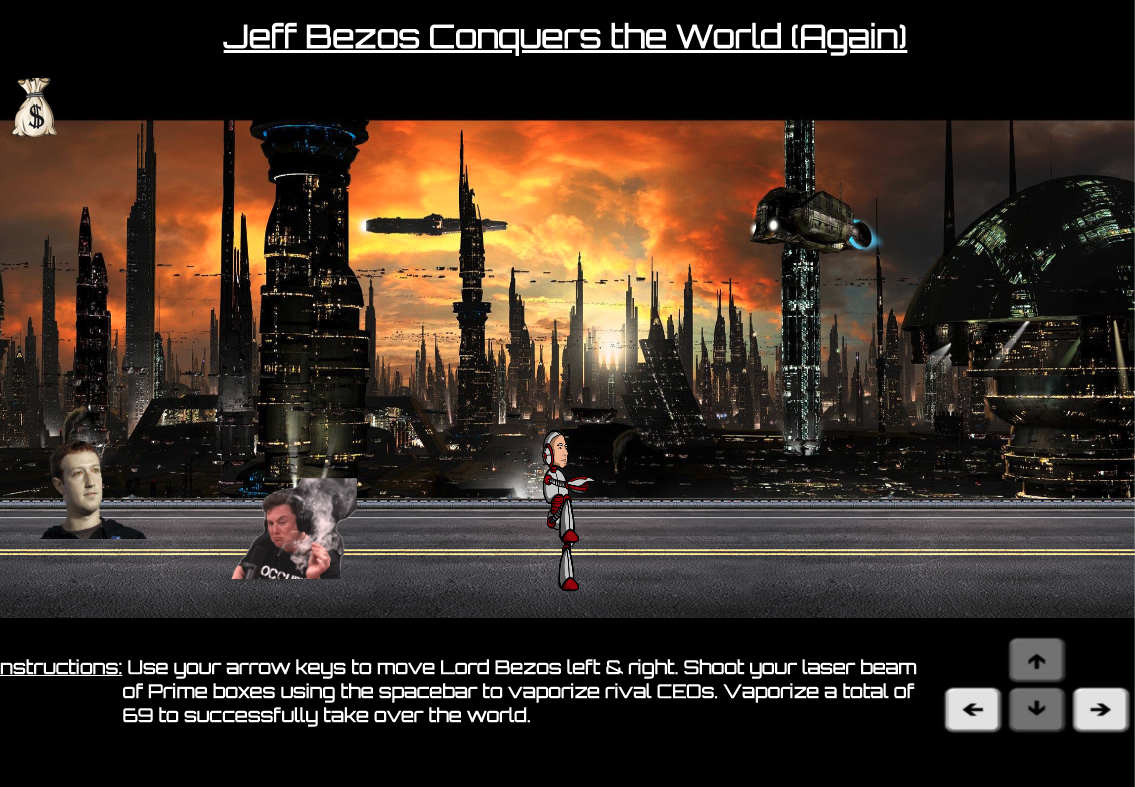 Jeff Bezos Conquers the World (Again)
$
OCCU
nstructions: Use your arrow keys to move Lord Bezos left & right. Shoot your laser beam
of Prime boxes using the spacebar to vaporize rival CEOs. Vaporize a total of
69 to successfully take over the world.